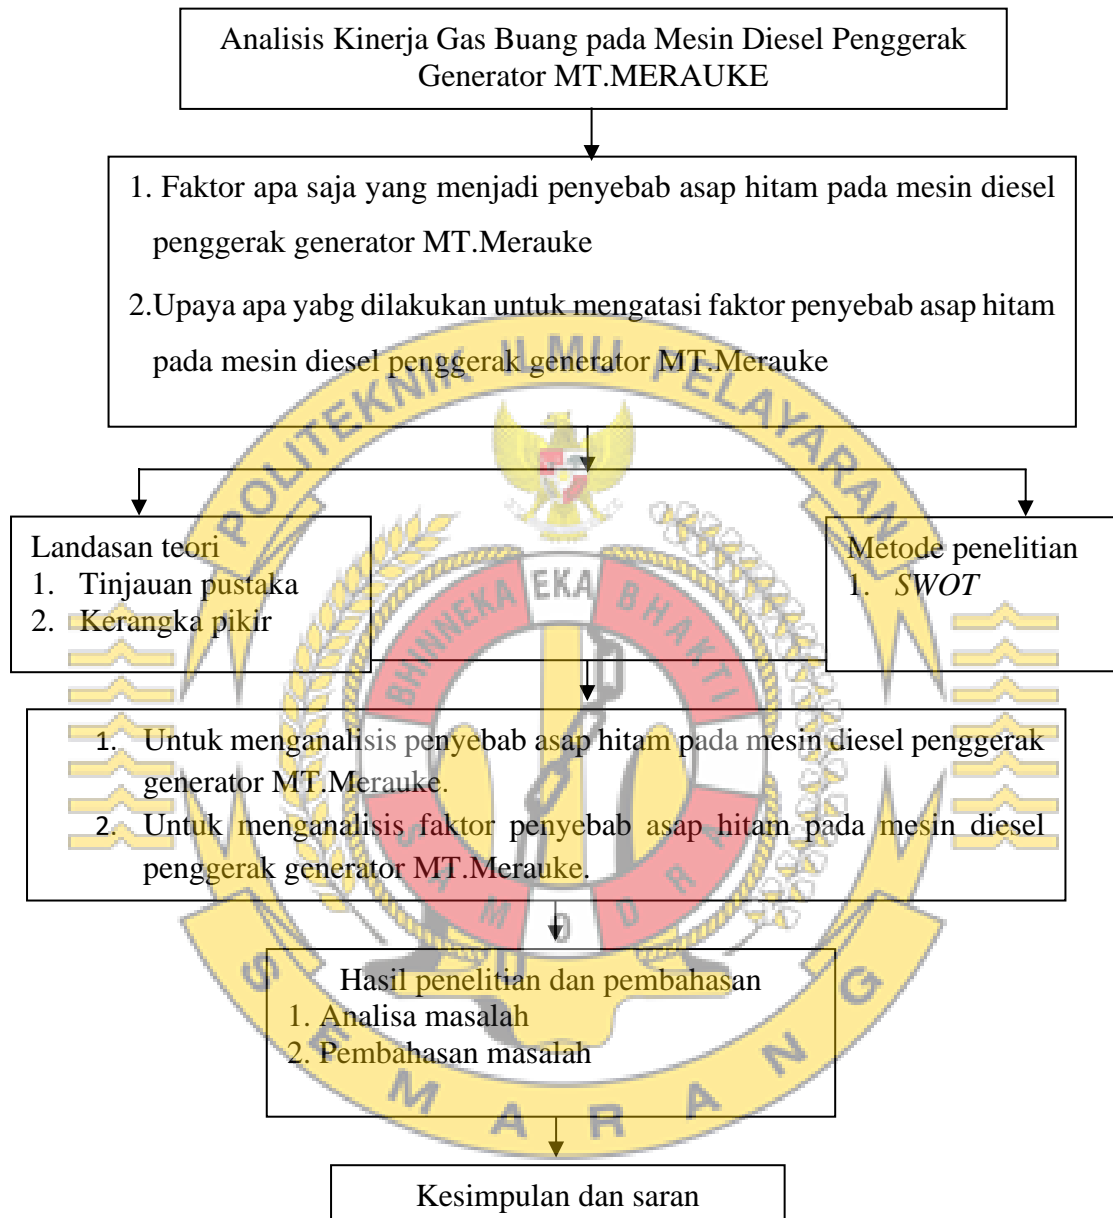 Analisis Kinerja Gas Buang pada Mesin Diesel Penggerak
Generator MT.MERAUKE
1. Faktor apa saja yang menjadi penyebab asap hitam pada mesin diesel
penggerak generator MT.Merauke
2.Upaya apa yabg dilakukan untuk mengatasi faktor penyebab asap hitam
pada mesin diesel penggerak generator MT.Merauke
POLITEKNIK ILMU PELAYARAN
Landasan teori
1. Tinjauan pustaka
2. Kerangka pikir
Metode penelitian
1. SWOT
BHINNEKA EKA BHAKTI
1. Untuk menganalisis penyebab asap hitam pada mesin diesel penggerak
generator MT.Merauke.
2. Untuk menganalisis faktor penyebab asap hitam pada mesin diesel
penggerak generator MT.Merauke.
SAMODRA
Hasil penelitian dan pembahasan
1. Analisa masalah
2. Pembahasan masalah
SEMARANG
Kesimpulan dan saran